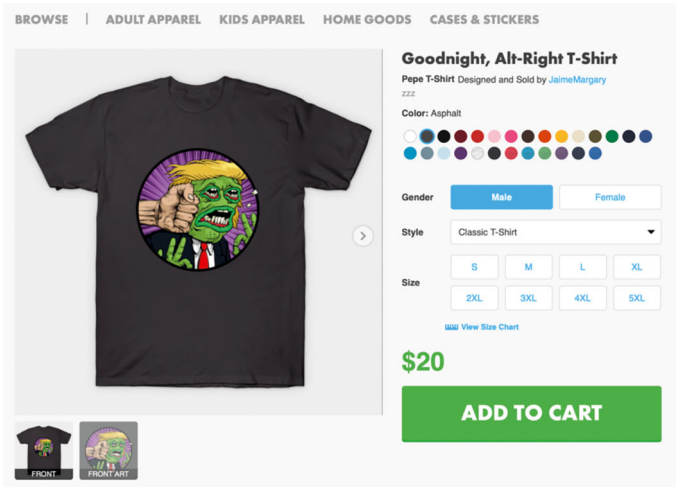 BROWSE | ADULT APPAREL KIDS APPAREL HOME GOODS CASES & STICKERS
Goodnight, Alt-Right T-Shirt
Pepe T-Shirt Designed and Sold by JaimeMargary
zzz
Color: Asphalt
Gender Male Female
Style Classic T-Shirt
Size S M L XL
2XL 3XL 4XL 5XL
View Size Chart
$20
ADD TO CART
FRONT FRONT ART